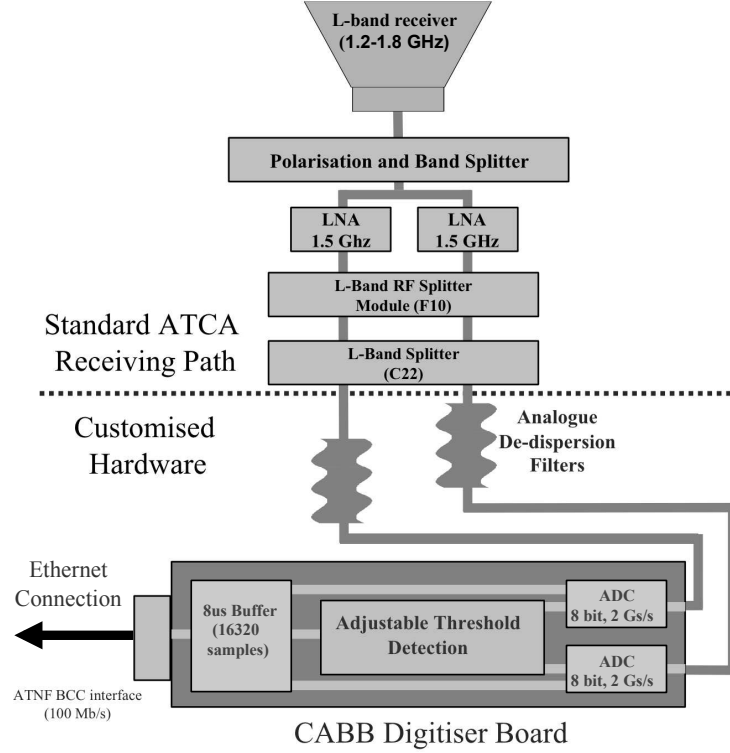 L-band receiver
(1.2-1.8 GHz)
Polarisation and Band Splitter
LNA
1.5 Ghz
LNA
1.5 GHz
L-Band RF Splitter
Module (F10)
Standard ATCA
Receiving Path
L-Band Splitter
(C22)
Customised
Hardware
Analogue
De-dispersion
Filters
Ethernet
Connection
8us Buffer
(16320
samples)
Adjustable Threshold
Detection
ADC
8 bit, 2 Gs/s
ADC
8 bit, 2 Gs/s
ATNF BCC interface
(100 Mb/s)
CABB Digitiser Board